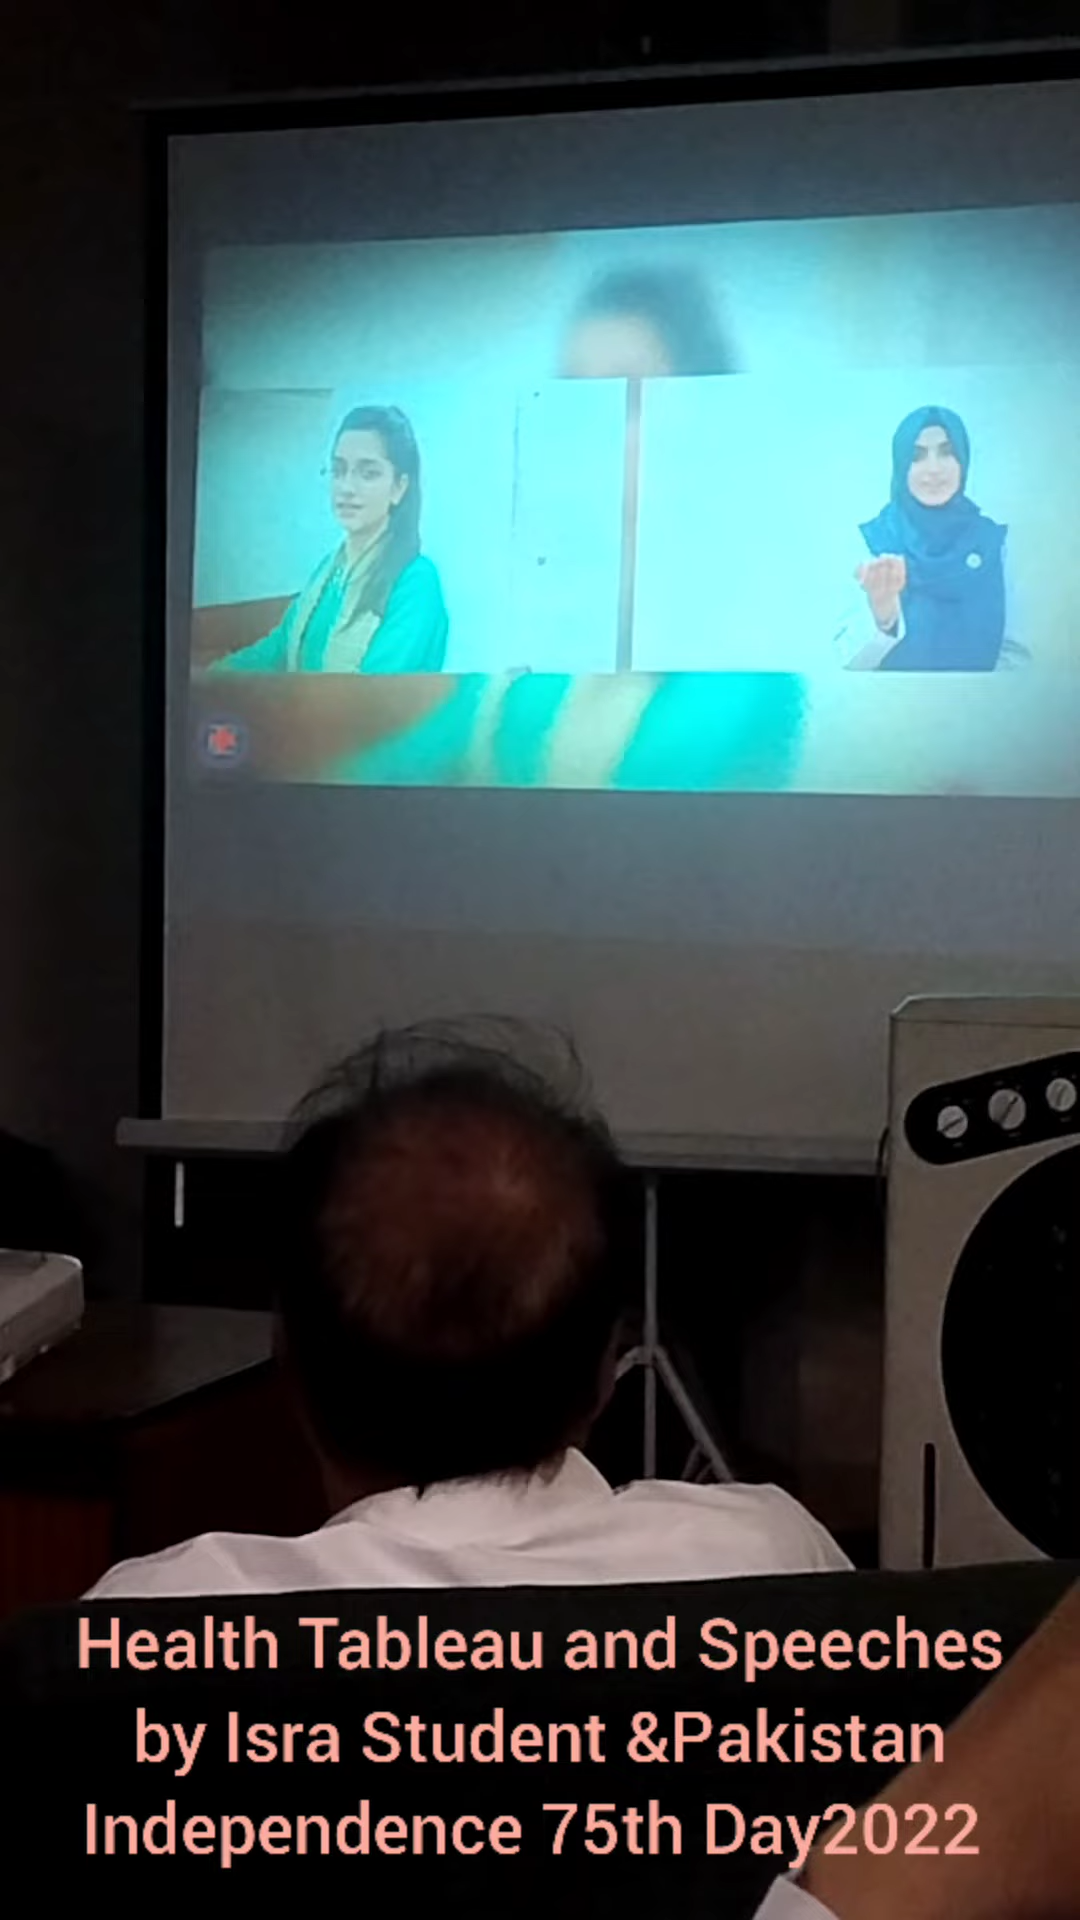 Health Tableau and Speeches
by Isra Student &Pakistan
Independence 75th Day2022